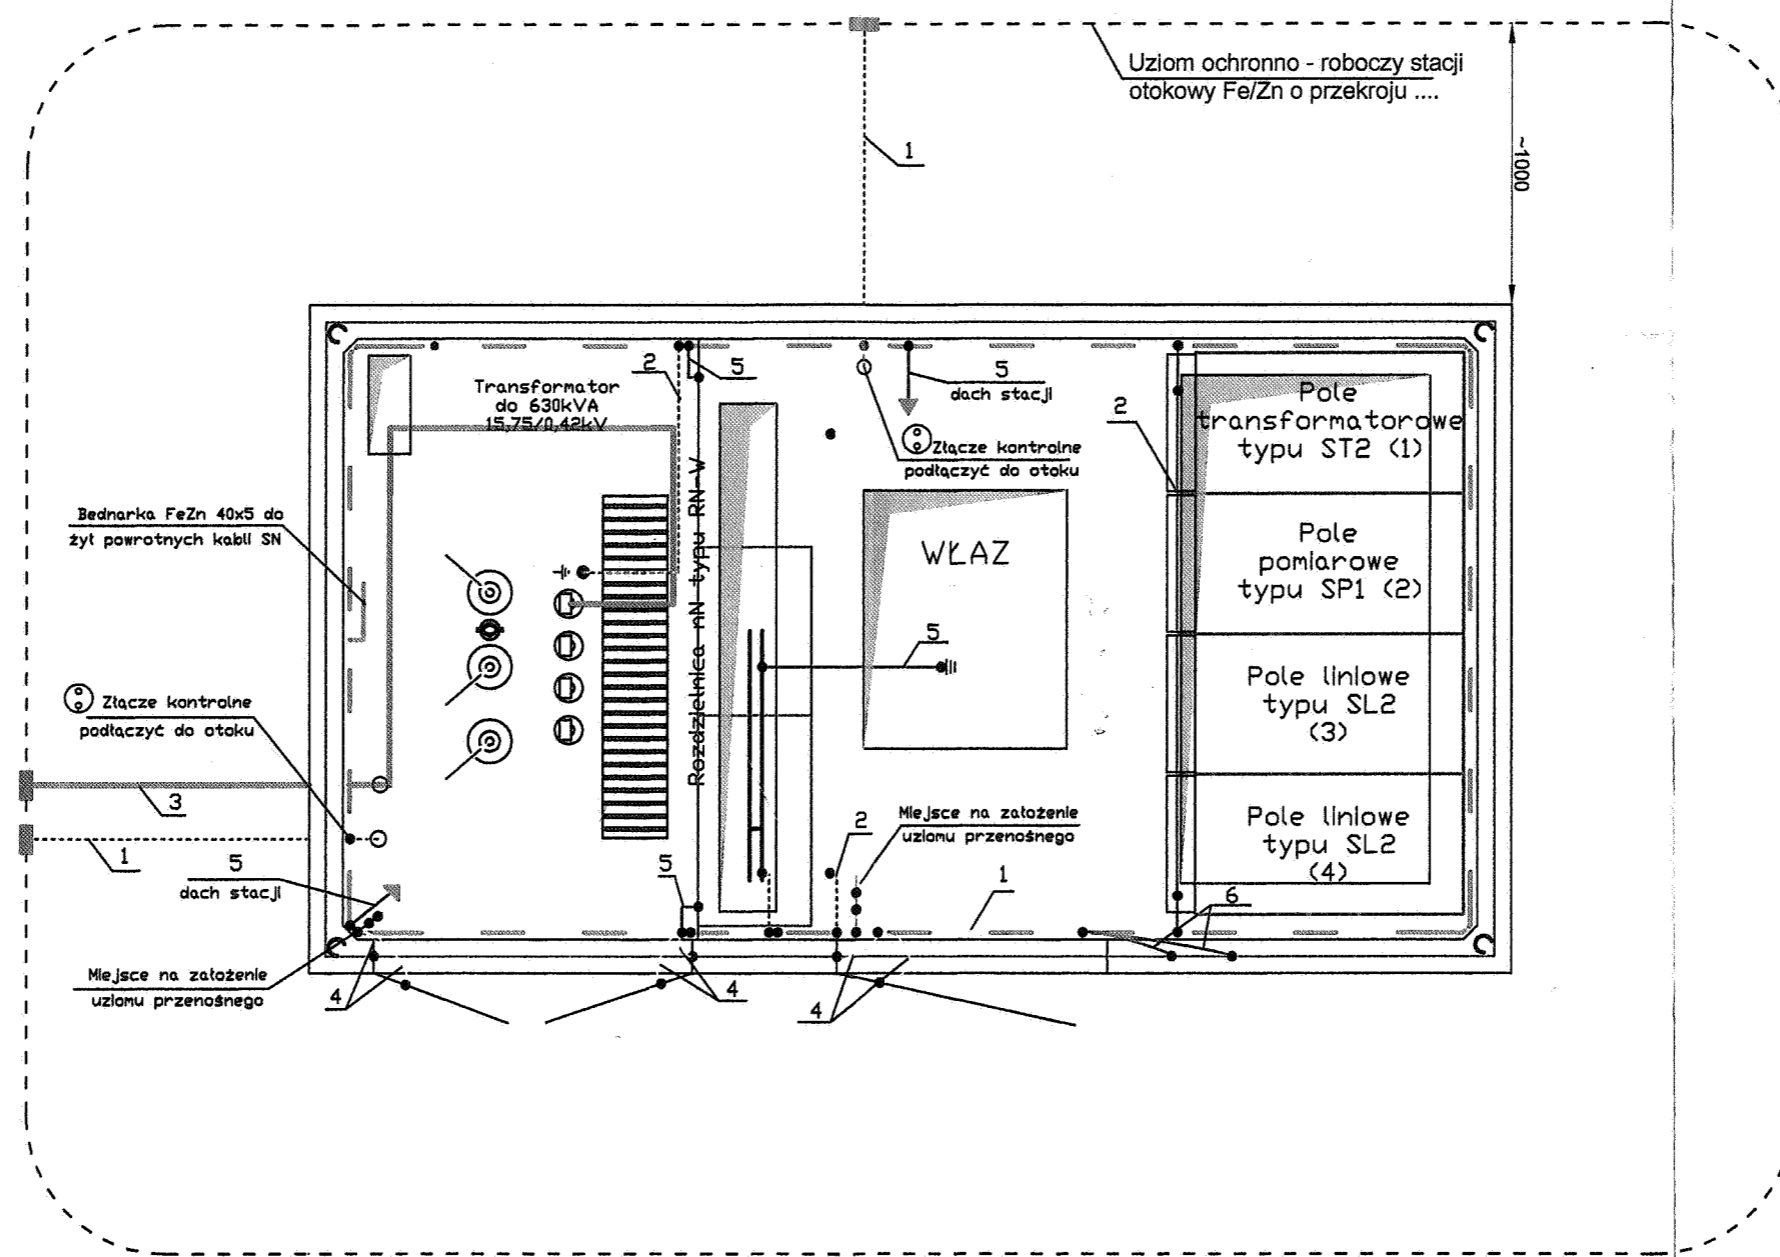 Uziom ochronno - roboczy stacji
otokowy Fe/Zn o przekroju ....
1
~1000
2
5
5
dach stacji
Transformator
do 630kVA
15,75/0,42kV
Złącze kontrolne
podłączyć do otoku
2
Pole
transformatorowe
typu ST2 (1)
Bednarka FeZn 40x5 do
żył powrotnych kabli SN
Rozdzielnica nN typu RN-W
WŁAZ
Pole
pomiarowe
typu SP1 (2)
5
Złącze kontrolne
podłączyć do otoku
Pole liniowe
typu SL2
(3)
3
1
5
dach stacji
5
2
Miejsce na założenie
uziomu przenośnego
1
Pole liniowe
typu SL2
(4)
6
Miejsce na założenie
uziomu przenośnego
4
4
4